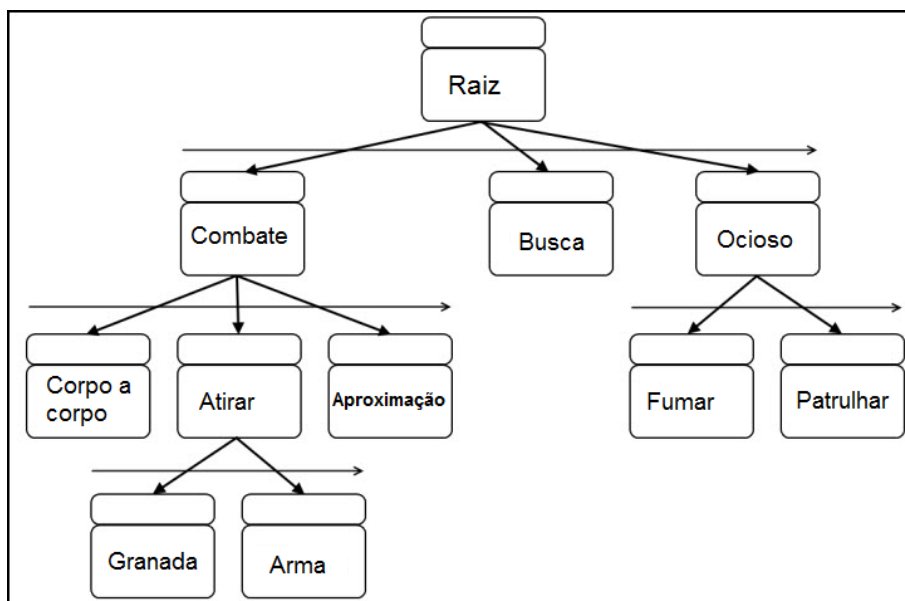 Raiz
Combate
Busca
Ocioso
Corpo a
corpo
Atirar
Aproximação
Fumar
Patrulhar
Granada
Arma